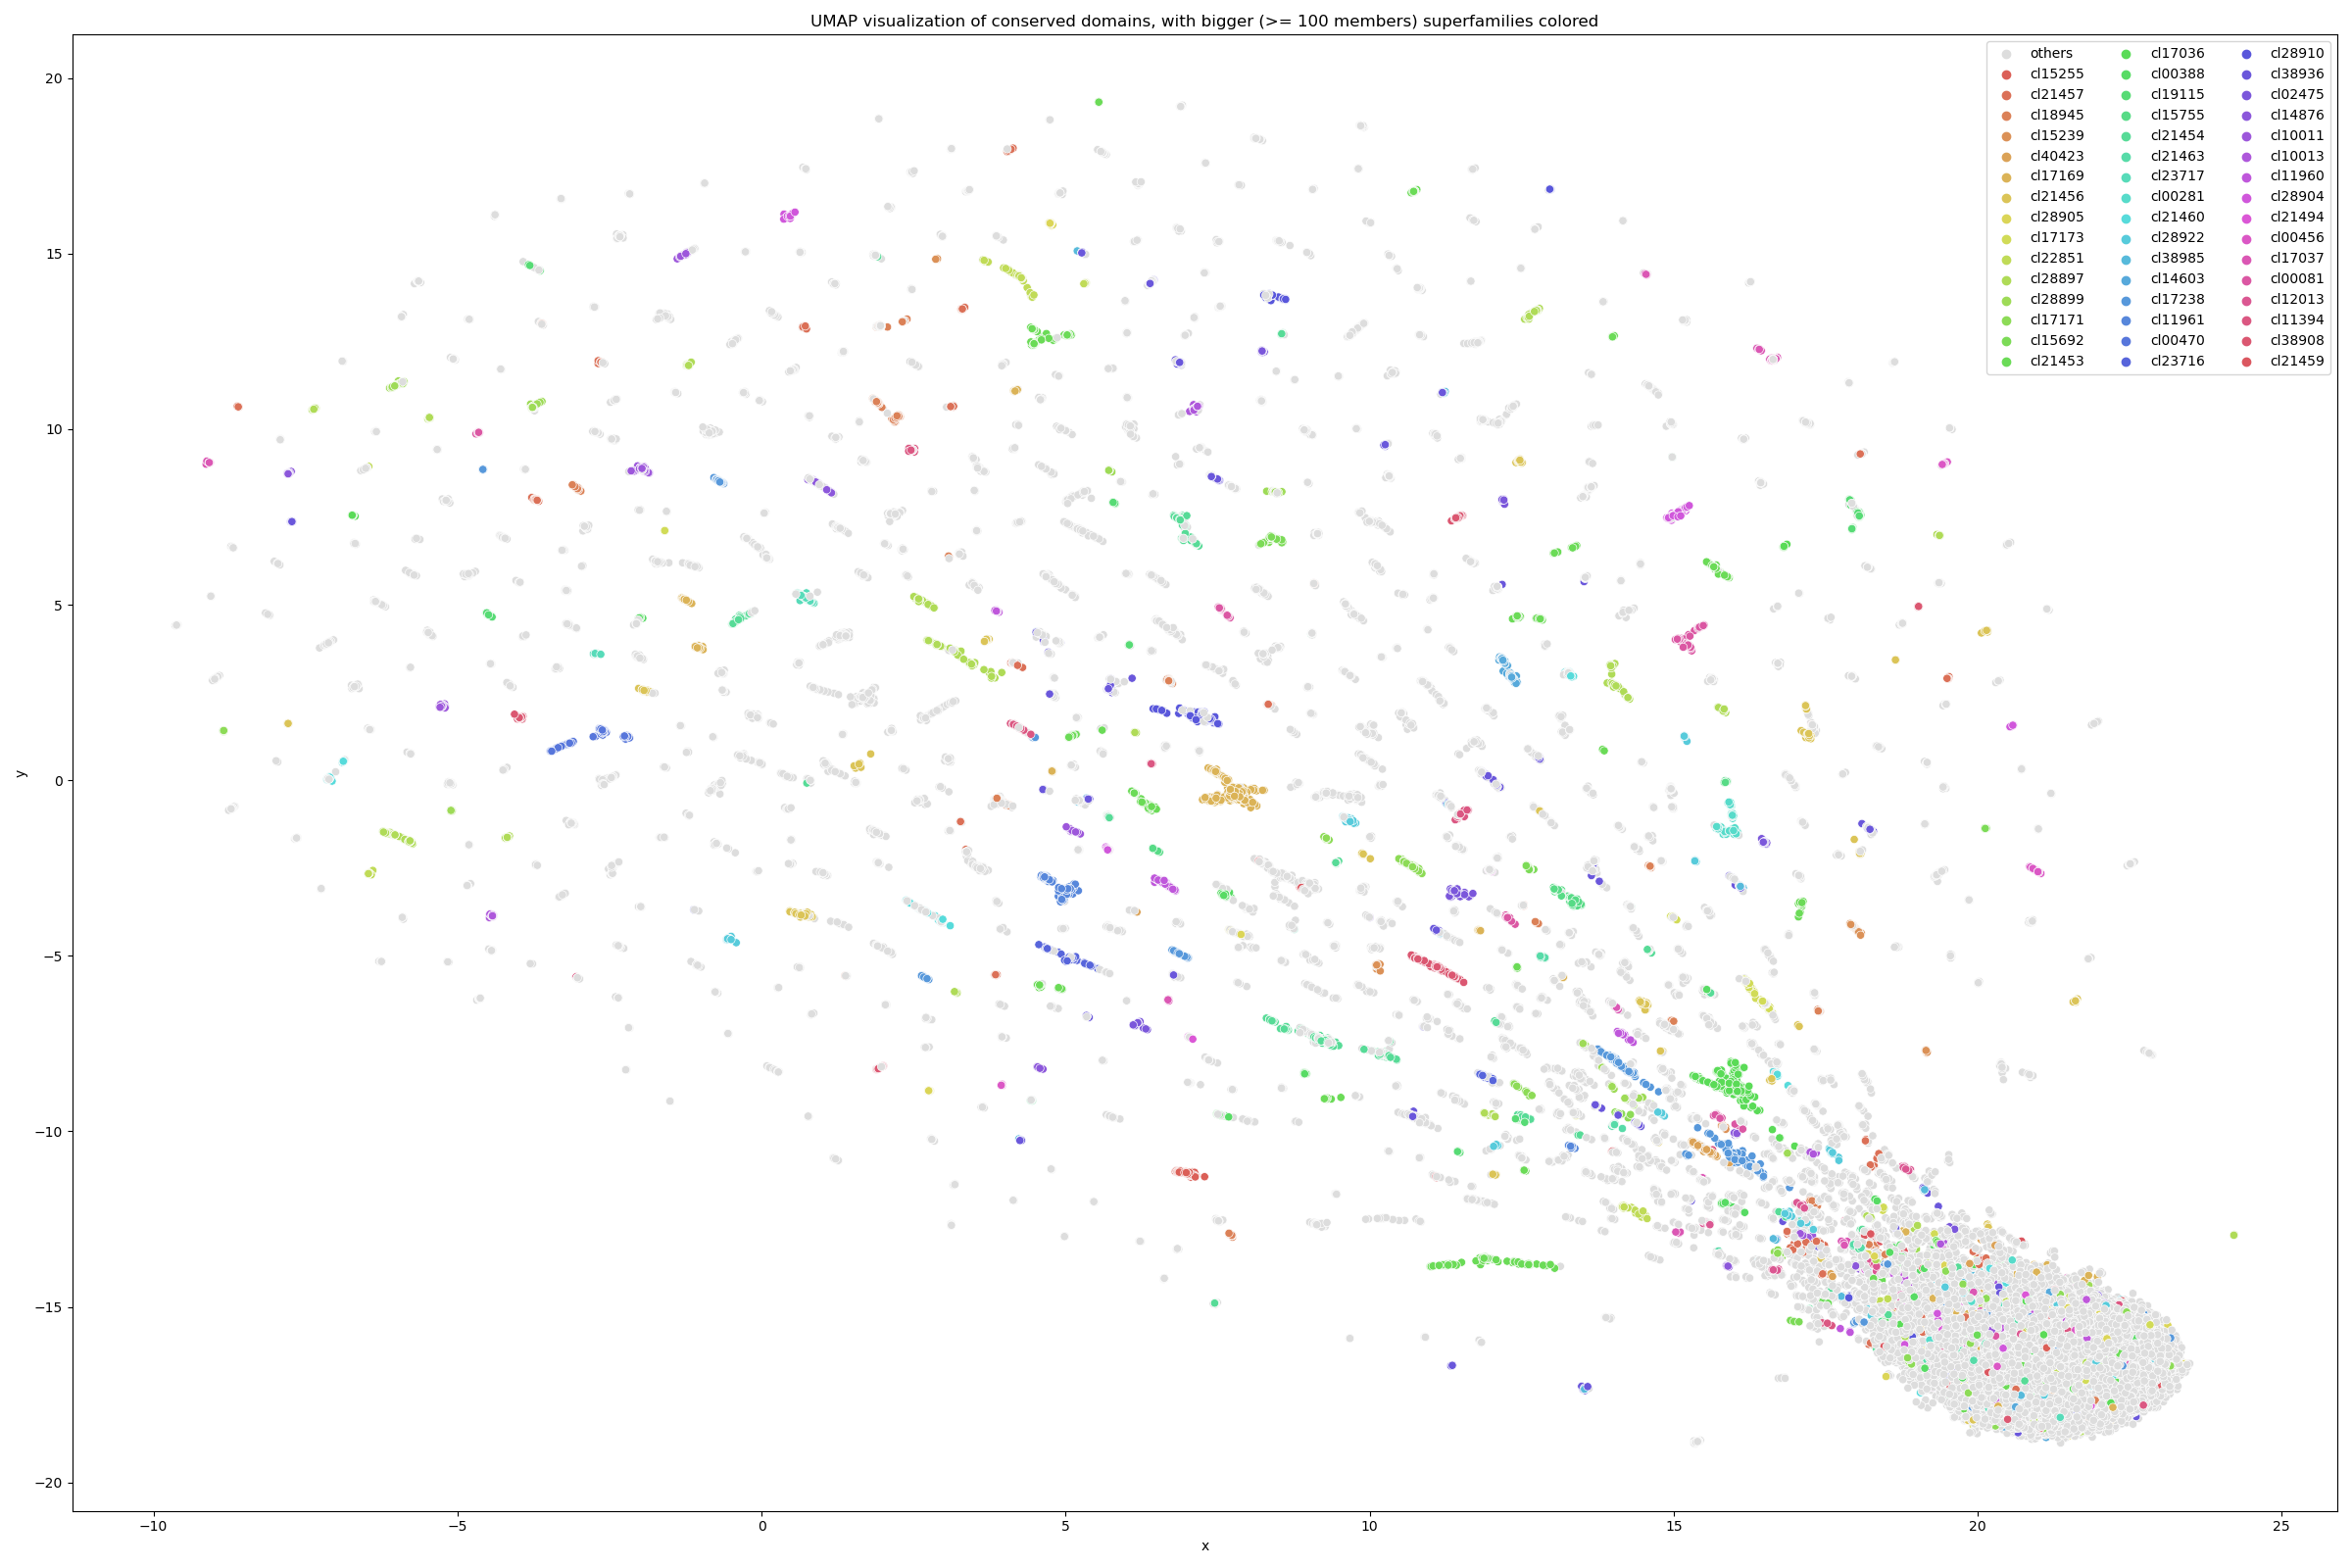 UMAP visualization of conserved domains, with bigger (>= 100 members) superfamilies colored
others cl17036 cl28910
cl15255 cl00388 cl38936
cl21457 cl19115 cl02475
cl18945 cl15755 cl14876
cl15239 cl21454 cl10011
cl40423 cl21463 cl10013
cl17169 cl23717 cl11960
cl21456 cl00281 cl28904
cl28905 cl21460 cl21494
cl17173 cl28922 cl00456
cl22851 cl38985 cl17037
cl28897 cl14603 cl00081
cl28899 cl17238 cl12013
cl17171 cl11961 cl11394
cl15692 cl00470 cl38908
cl21453 cl23716 cl21459
20
15
10
5
0
−5
−10
−15
−20
y
−10 −5 0 5 10 15 20 25
x